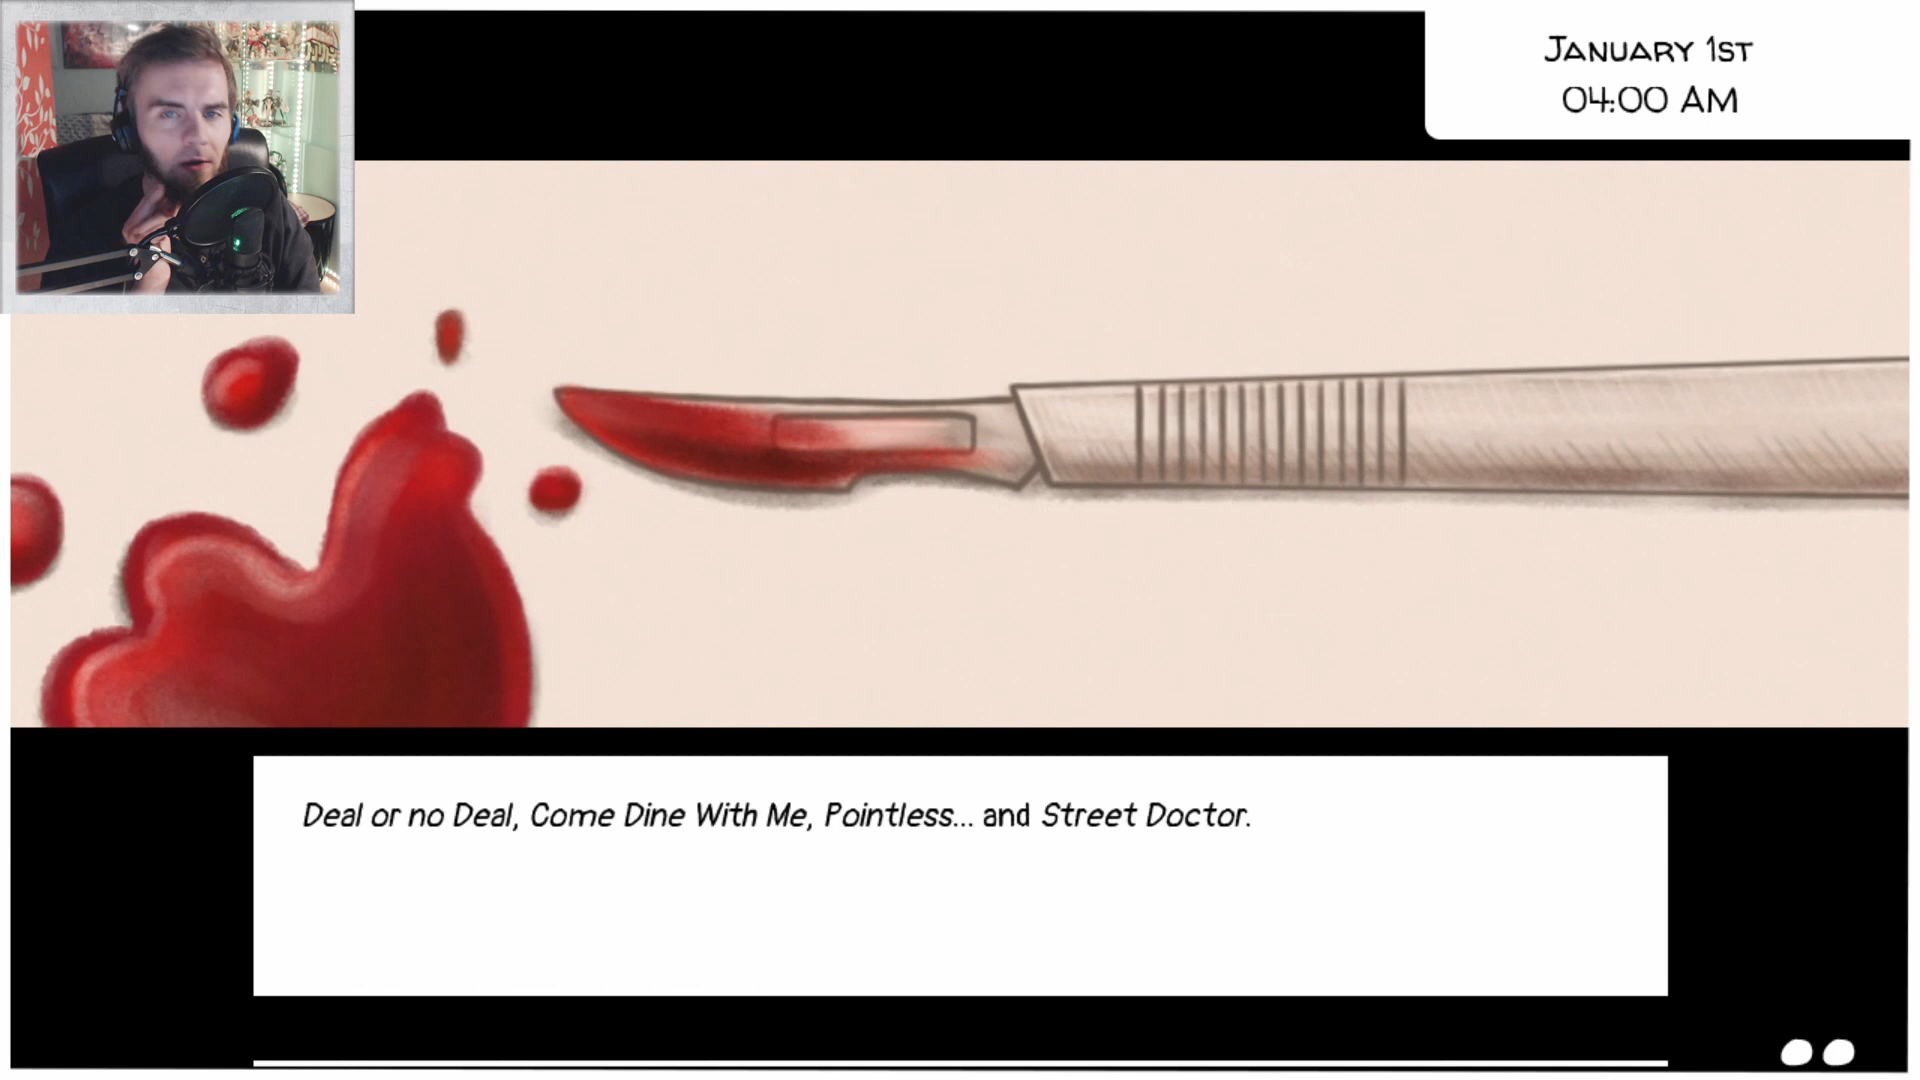 January 1st
04:00 AM
Deal or no Deal, Come Dine With Me, Pointless... and Street Doctor.